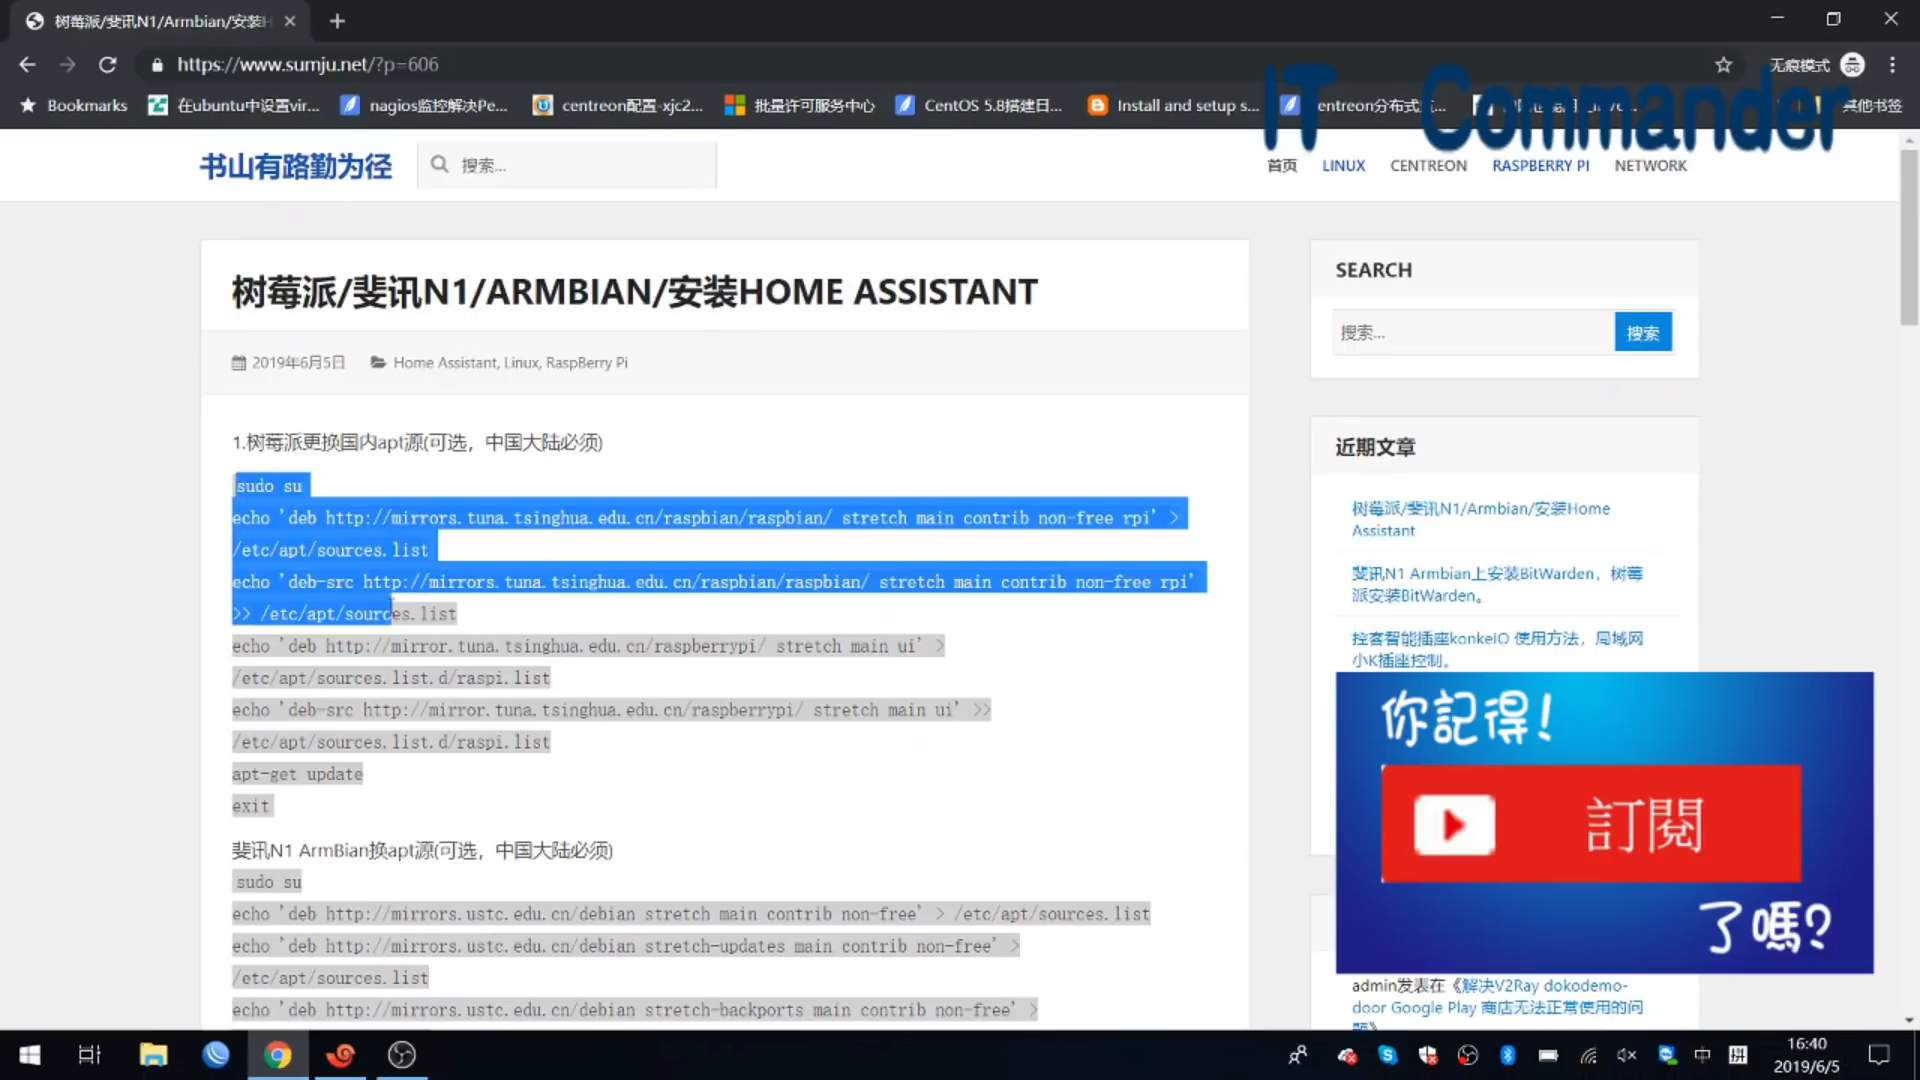 树莓派/斐讯N1/Armbian/安装H
https://www.sumju.net/?p=606
无痕模式
Bookmarks
在ubuntu中设置vir...
nagios监控解决Pe...
centreon配置-xjc2...
批量许可服务中心
CentOS 5.8搭建日...
Install and setup s...
entreon分布式监...
其他书签
IT Commander
书山有路勤为径
搜索...
首页
LINUX
CENTREON
RASPBERRY PI
NETWORK
树莓派/斐讯N1/ARMBIAN/安装HOME ASSISTANT
2019年6月5日
Home Assistant, Linux, RaspBerry Pi
1.树莓派更换国内apt源(可选，中国大陆必须)
sudo su
echo 'deb http://mirrors.tuna.tsinghua.edu.cn/raspbian/raspbian/ stretch main contrib non-free rpi' >
/etc/apt/sources.list
echo 'deb-src http://mirrors.tuna.tsinghua.edu.cn/raspbian/raspbian/ stretch main contrib non-free rpi'
>> /etc/apt/sources.list
echo 'deb http://mirror.tuna.tsinghua.edu.cn/raspberrypi/ stretch main ui' >
/etc/apt/sources.list.d/raspi.list
echo 'deb-src http://mirror.tuna.tsinghua.edu.cn/raspberrypi/ stretch main ui' >>
/etc/apt/sources.list.d/raspi.list
apt-get update
exit
斐讯N1 ArmBian换apt源(可选，中国大陆必须)
sudo su
echo 'deb http://mirrors.ustc.edu.cn/debian stretch main contrib non-free' > /etc/apt/sources.list
echo 'deb http://mirrors.ustc.edu.cn/debian stretch-updates main contrib non-free' >
/etc/apt/sources.list
echo 'deb http://mirrors.ustc.edu.cn/debian stretch-backports main contrib non-free' >
SEARCH
搜索...
搜索
近期文章
树莓派/斐讯N1/Armbian/安装Home
Assistant
斐讯N1 Armbian上安装BitWarden，树莓
派安装BitWarden。
控客智能插座konkeIO 使用方法，局域网
小K插座控制。
你記得!
訂閱
了嗎?
admin发表在《解决V2Ray dokodemo-
door Google Play 商店无法正常使用的问
题》
中
拼
16:40
2019/6/5